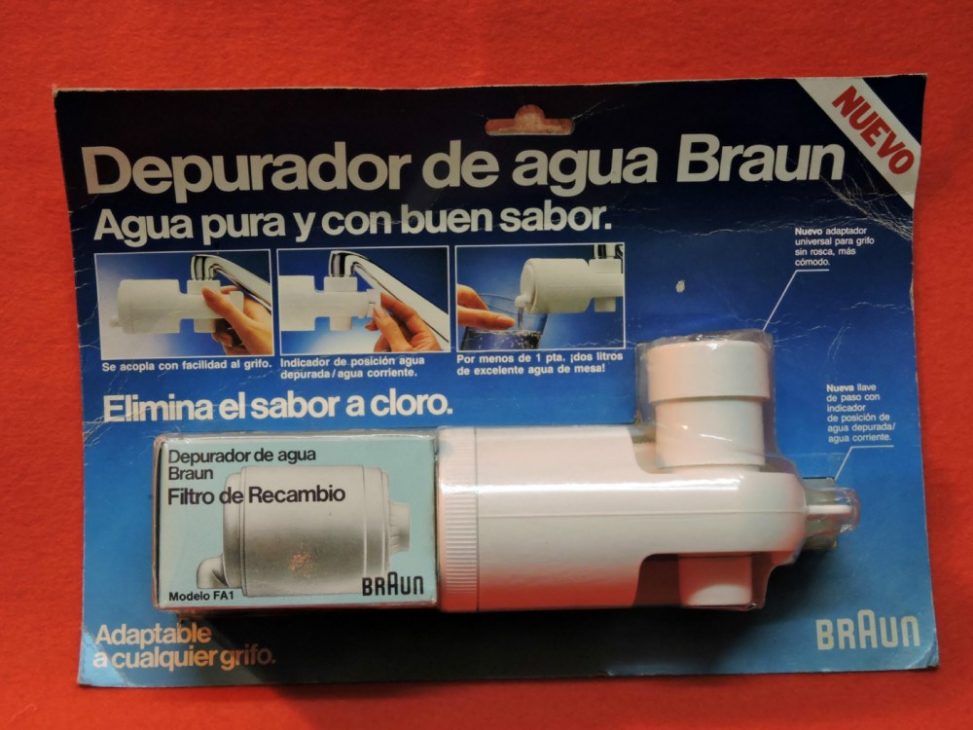 NUEVO
Depurador de agua Braun
Agua pura y con buen sabor.
Nuevo adaptador
universal para grifo
sin rosca, más
cómodo.
Se acopla con facilidad al grifo.
Indicador de posición agua
depurada/agua corriente.
Por menos de 1 pta. ¡dos litros
de excelente agua de mesa!
Elimina el sabor a cloro.
Nueva llave
de paso con
indicador
de posición de
agua depurada/
agua corriente.
Depurador de agua
Braun
Filtro de Recambio
Modelo FA1
BRAUN
Adaptable
a cualquier grifo.
BRAUN